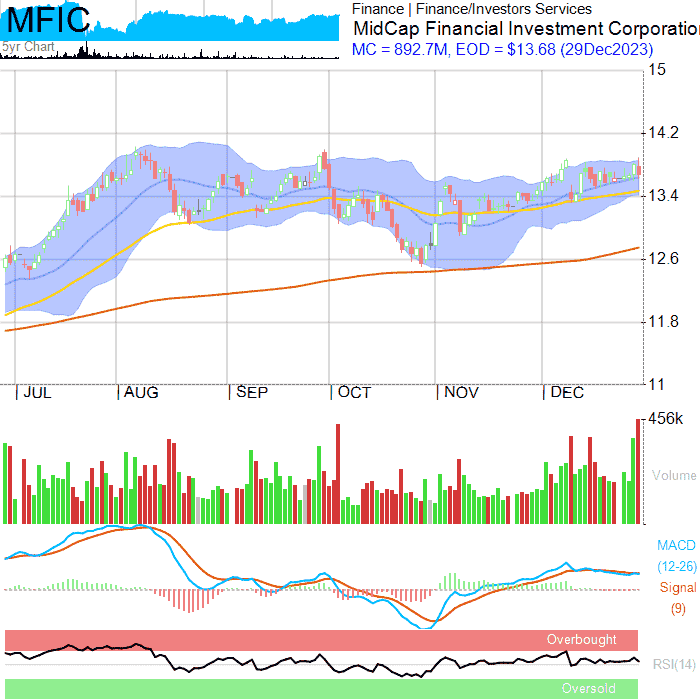 MFIC
5yr Chart
Finance | Finance/Investors Services
MidCap Financial Investment Corporation
MC = 892.7M, EOD = $13.68 (29Dec2023)
15
14.2
13.4
12.6
11.8
11
JUL
AUG
SEP
OCT
NOV
DEC
456k
Volume
MACD
(12-26)
Signal
(9)
Overbought
RSI(14)
Oversold